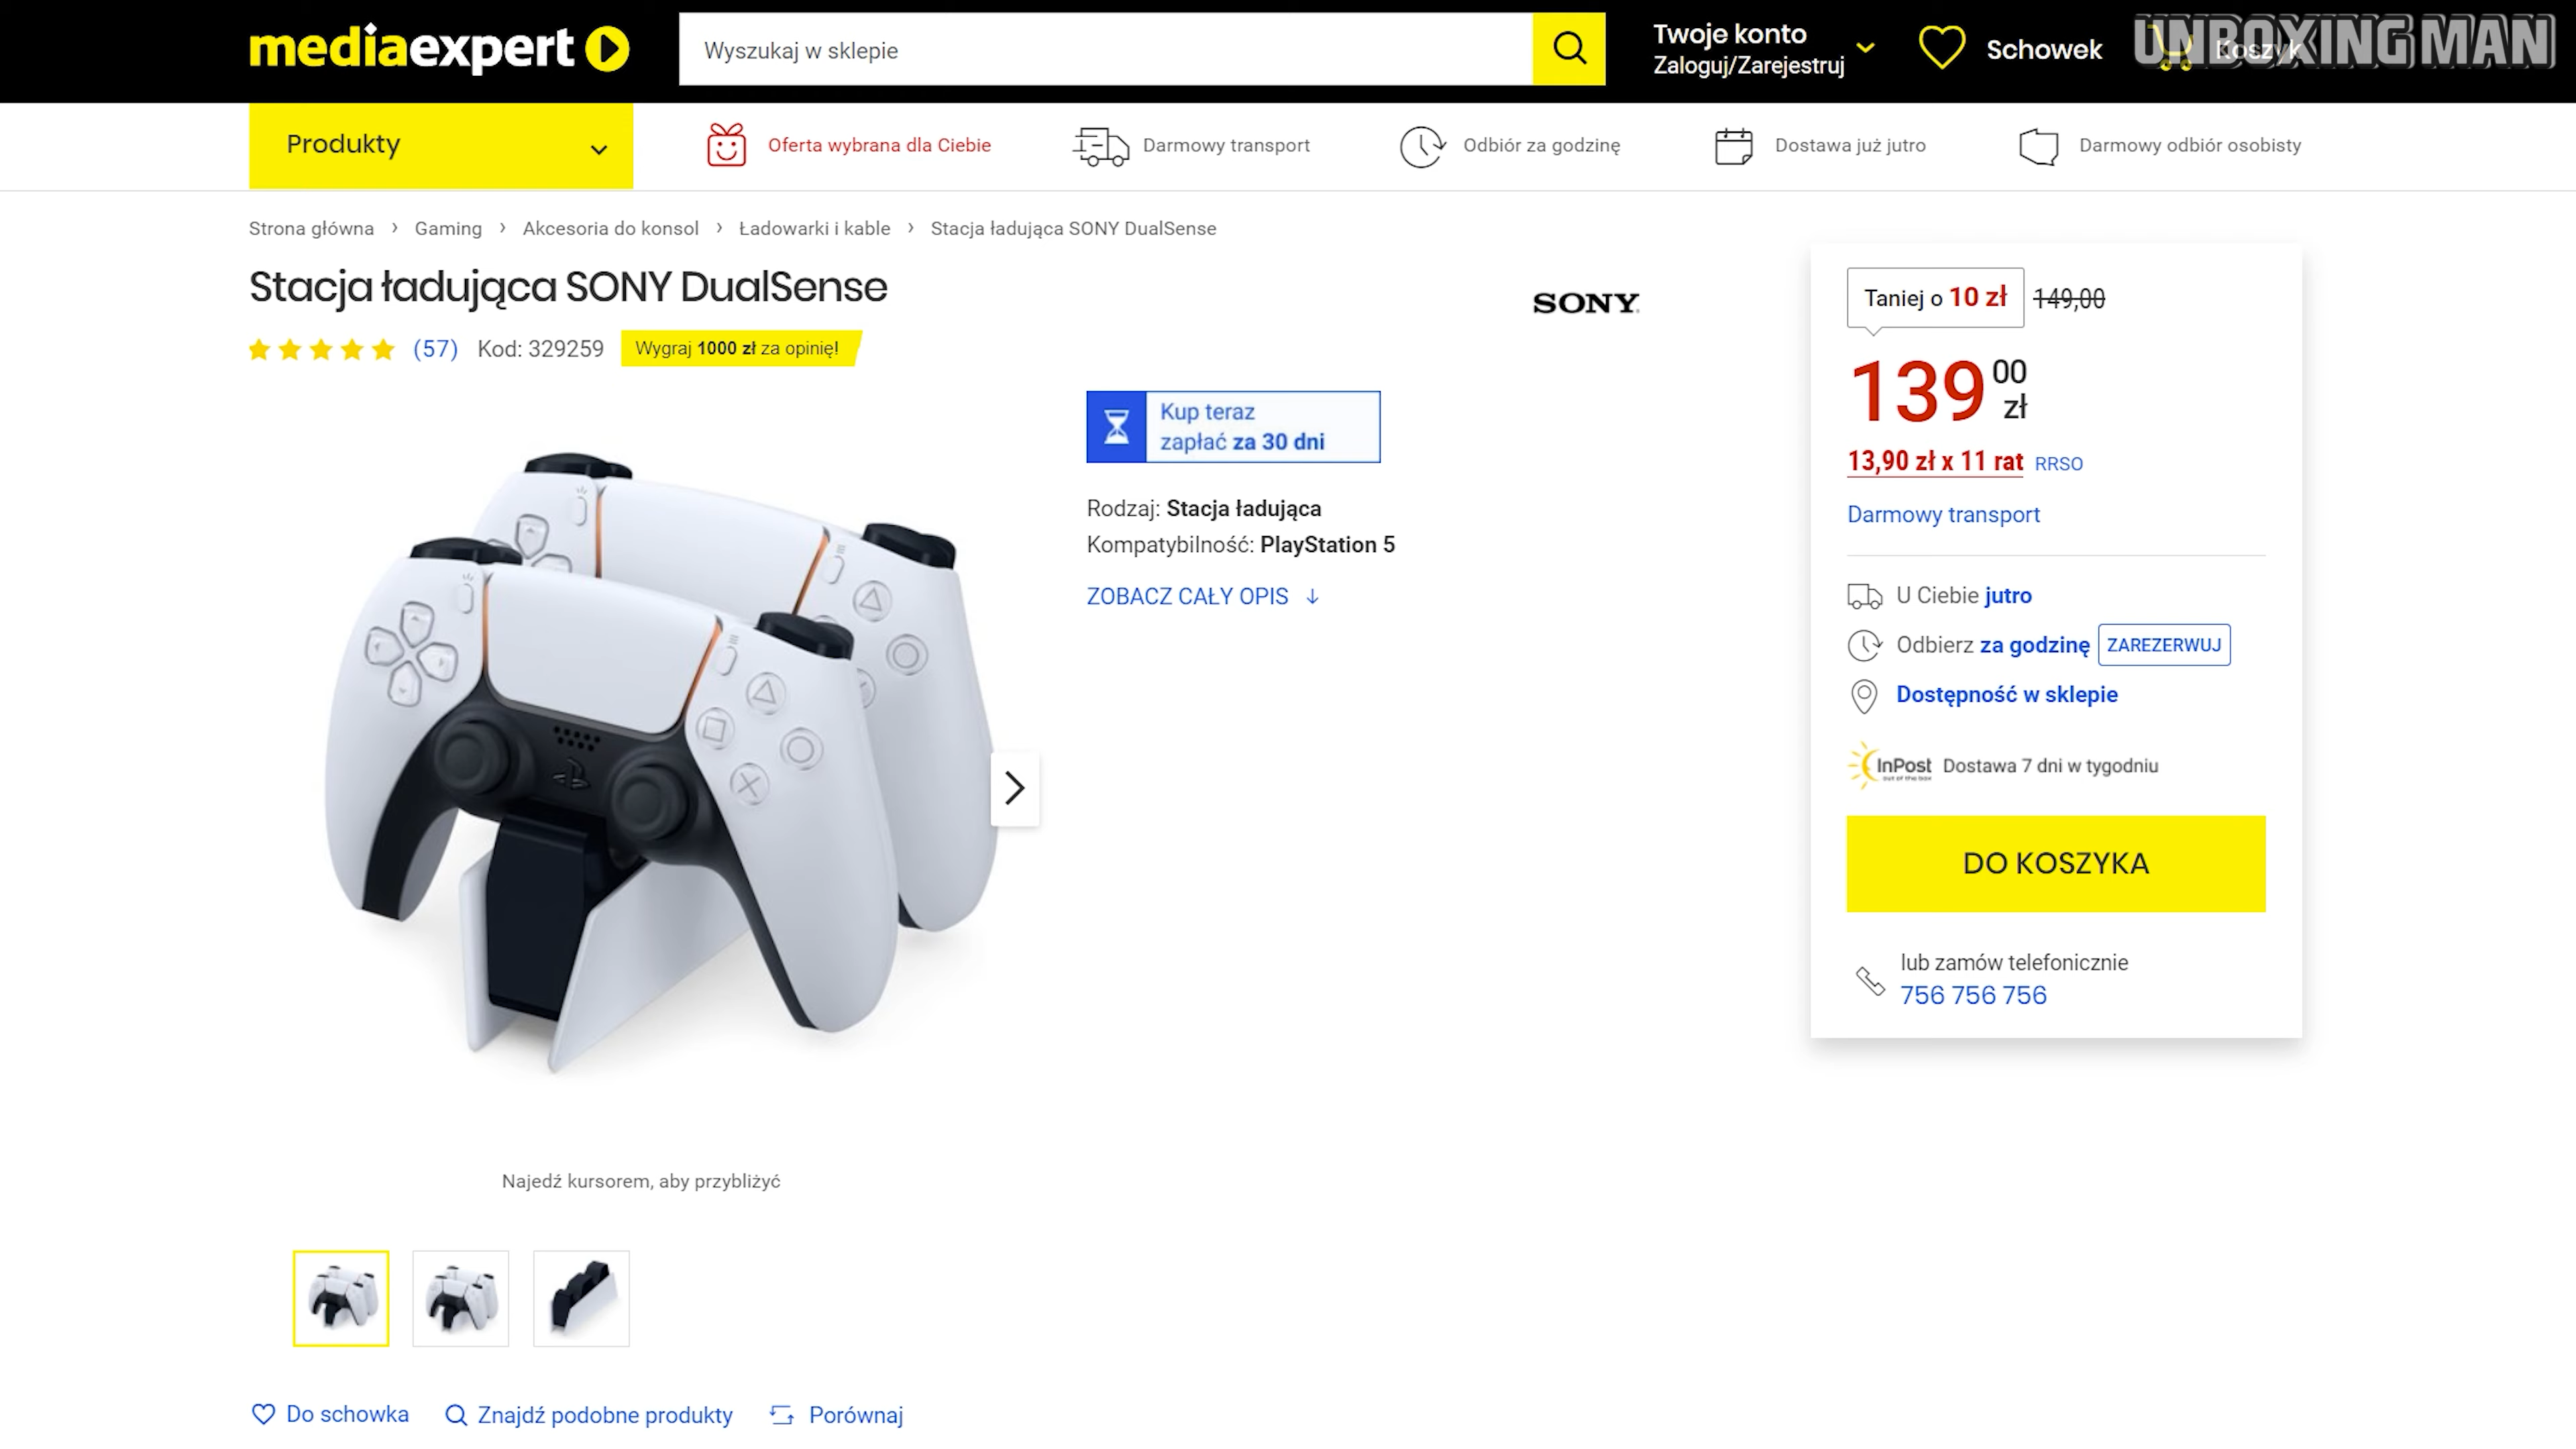 mediaexpert
Wyszukaj w sklepie
Twoje konto
Zaloguj/Zarejestruj
Schowek
Koszyk
UNBOXING MAN
Produkty
Oferta wybrana dla Ciebie
Darmowy transport
Odbiór za godzinę
Dostawa już jutro
Darmowy odbiór osobisty
Strona główna › Gaming › Akcesoria do konsol › Ładowarki i kable › Stacja ładująca SONY DualSense
Stacja ładująca SONY DualSense
(57) Kod: 329259
Wygraj 1000 zł za opinię!
SONY
Kup teraz
zapłać za 30 dni
Rodzaj: Stacja ładująca
Kompatybilność: PlayStation 5
ZOBACZ CAŁY OPIS ↓
Taniej o 10 zł 149,00
139 00 zł
13,90 zł x 11 rat RRSO
Darmowy transport
U Ciebie jutro
Odbierz za godzinę ZAREZERWUJ
Dostępność w sklepie
InPost Dostawa 7 dni w tygodniu
DO KOSZYKA
lub zamów telefonicznie
756 756 756
Najedź kursorem, aby przybliżyć
Do schowka
Znajdź podobne produkty
Porównaj